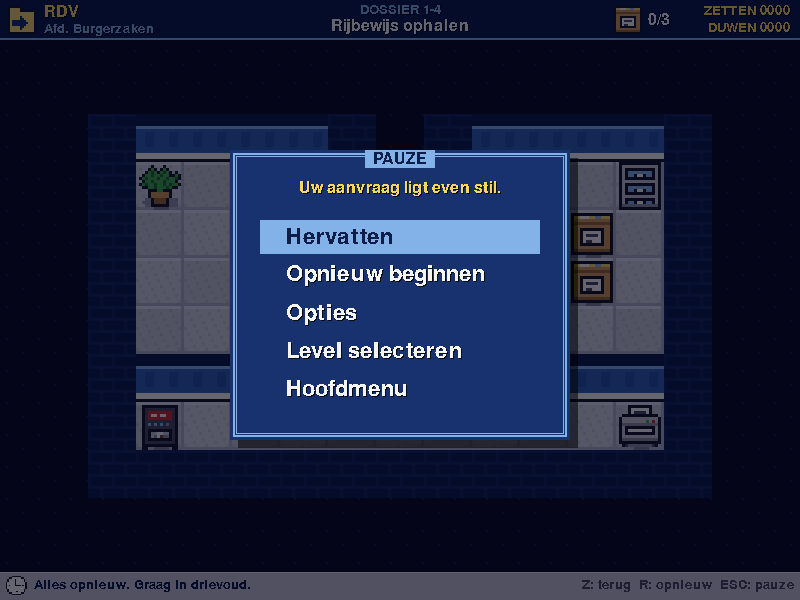 RDV
Afd. Burgerzaken
DOSSIER 1-4
Rijbewijs ophalen
0/3
ZETTEN 0000
DUWEN 0000
PAUZE
Uw aanvraag ligt even stil.
Hervatten
Opnieuw beginnen
Opties
Level selecteren
Hoofdmenu
Alles opnieuw. Graag in drievoud.
Z: terug R: opnieuw ESC: pauze